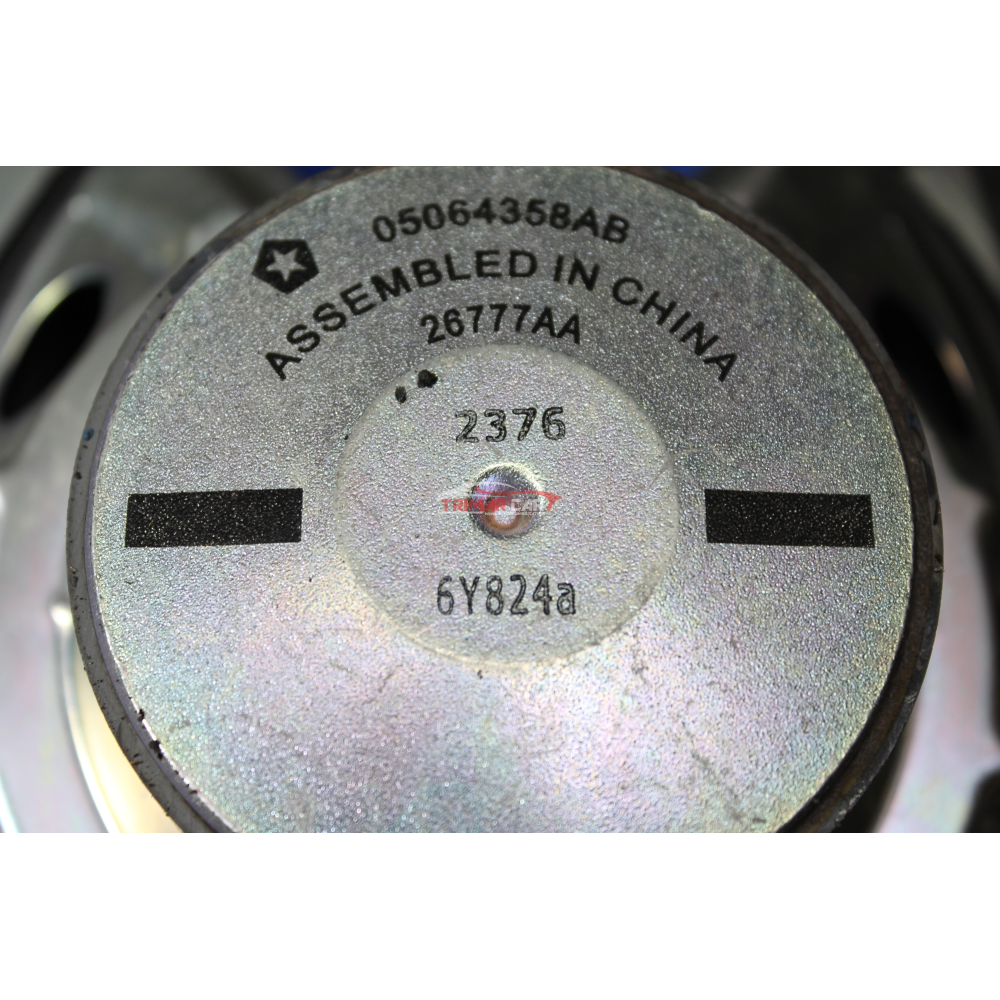 05064358AB
ASSEMBLED IN CHINA
26777AA
2376
6Y824a